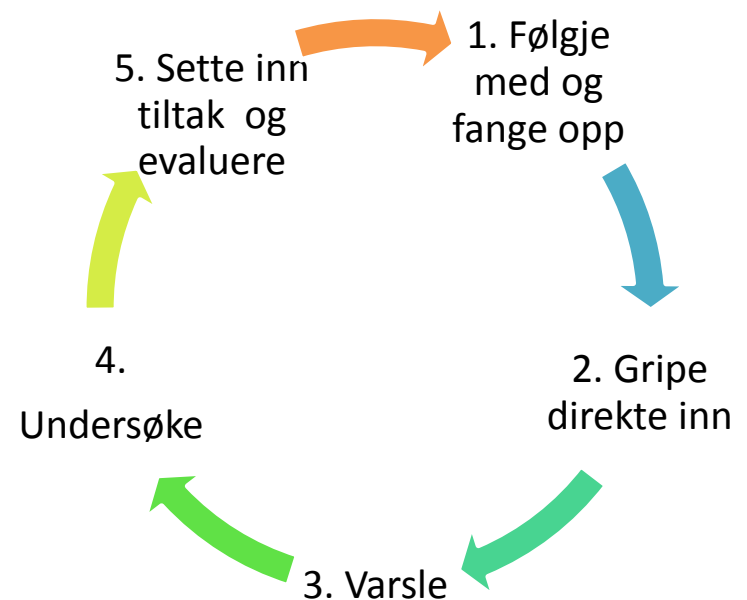 1. Følgje
med og
fange opp
2. Gripe
direkte inn
3. Varsle
4.
Undersøke
5. Sette inn
tiltak  og
evaluere